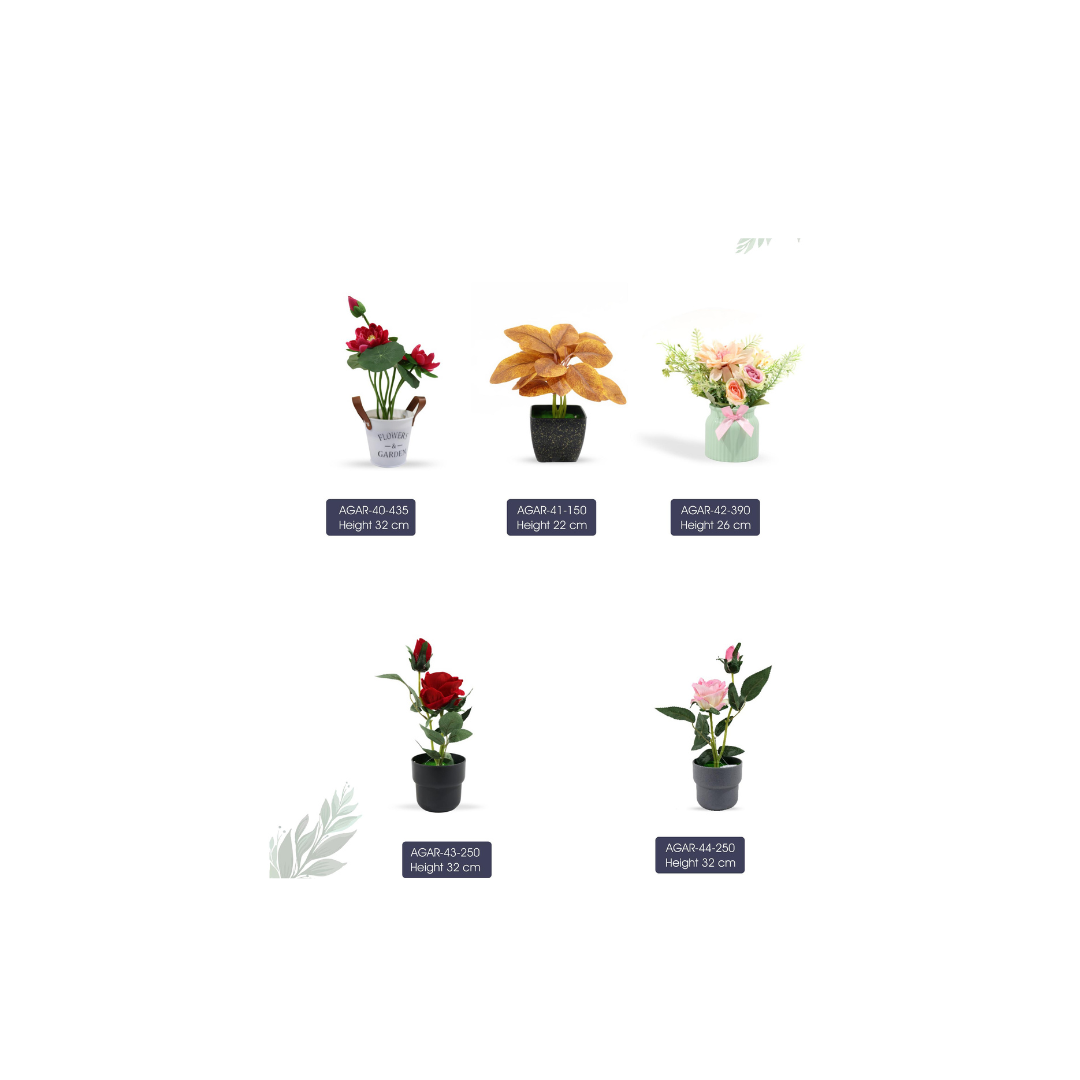 FLOWERS
&
GARDEN
AGAR-40-435
Height 32 cm
AGAR-41-150
Height 22 cm
AGAR-42-390
Height 26 cm
AGAR-43-250
Height 32 cm
AGAR-44-250
Height 32 cm